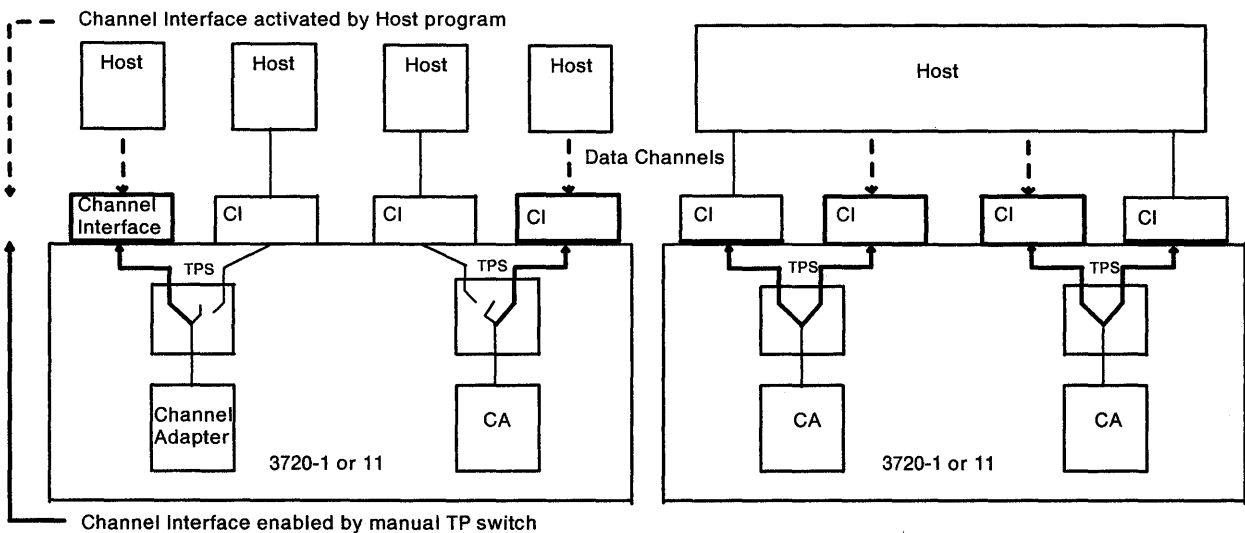 Channel Interface activated by Host program
Host
Host
Host
Host
Host
Data Channels
Channel
Interface
CI
CI
CI
CI
CI
CI
CI
TPS
TPS
TPS
TPS
Channel
Adapter
CA
CA
CA
3720-1 or 11
3720-1 or 11
Channel Interface enabled by manual TP switch